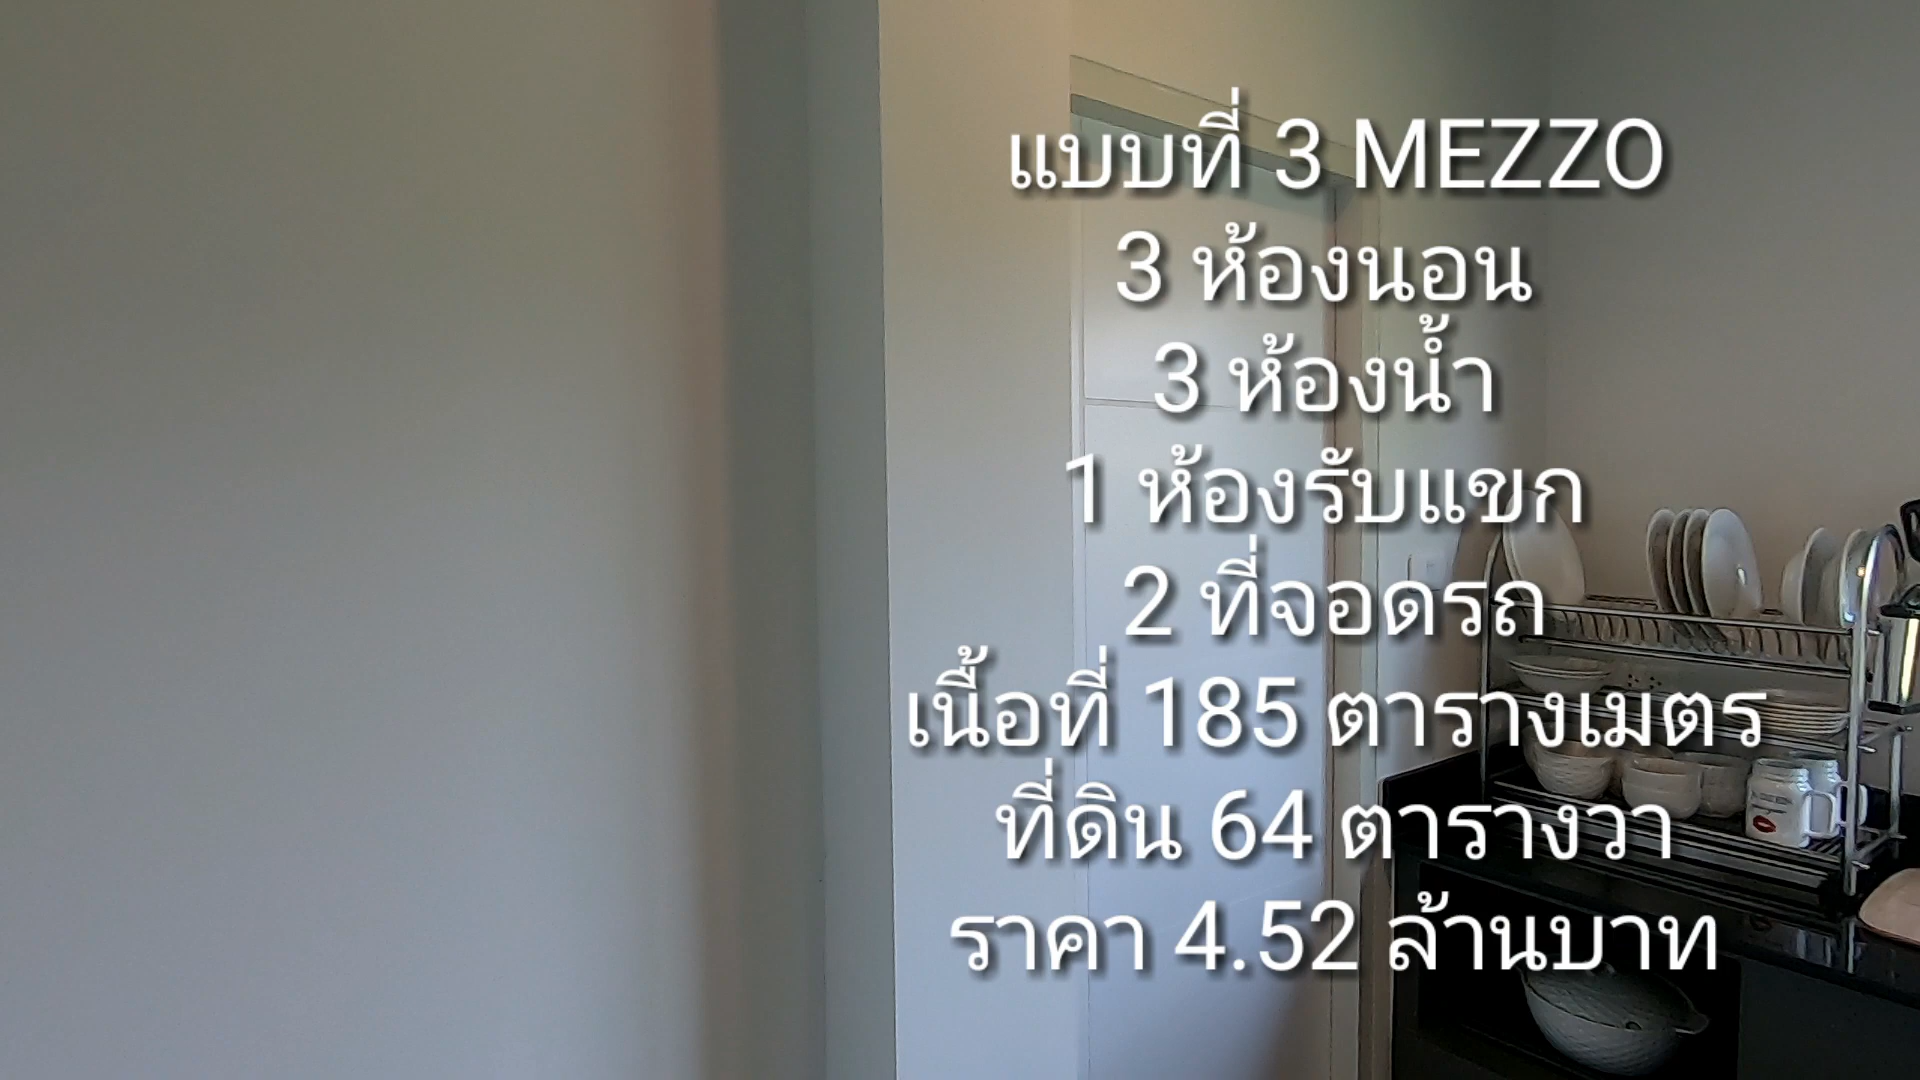 แบบที่ 3 MEZZO
3 ห้องนอน
3 ห้องน้ำ
1 ห้องรับแขก
2 ที่จอดรถ
เนื้อที่ 185 ตารางเมตร
ที่ดิน 64 ตารางวา
ราคา 4.52 ล้านบาท